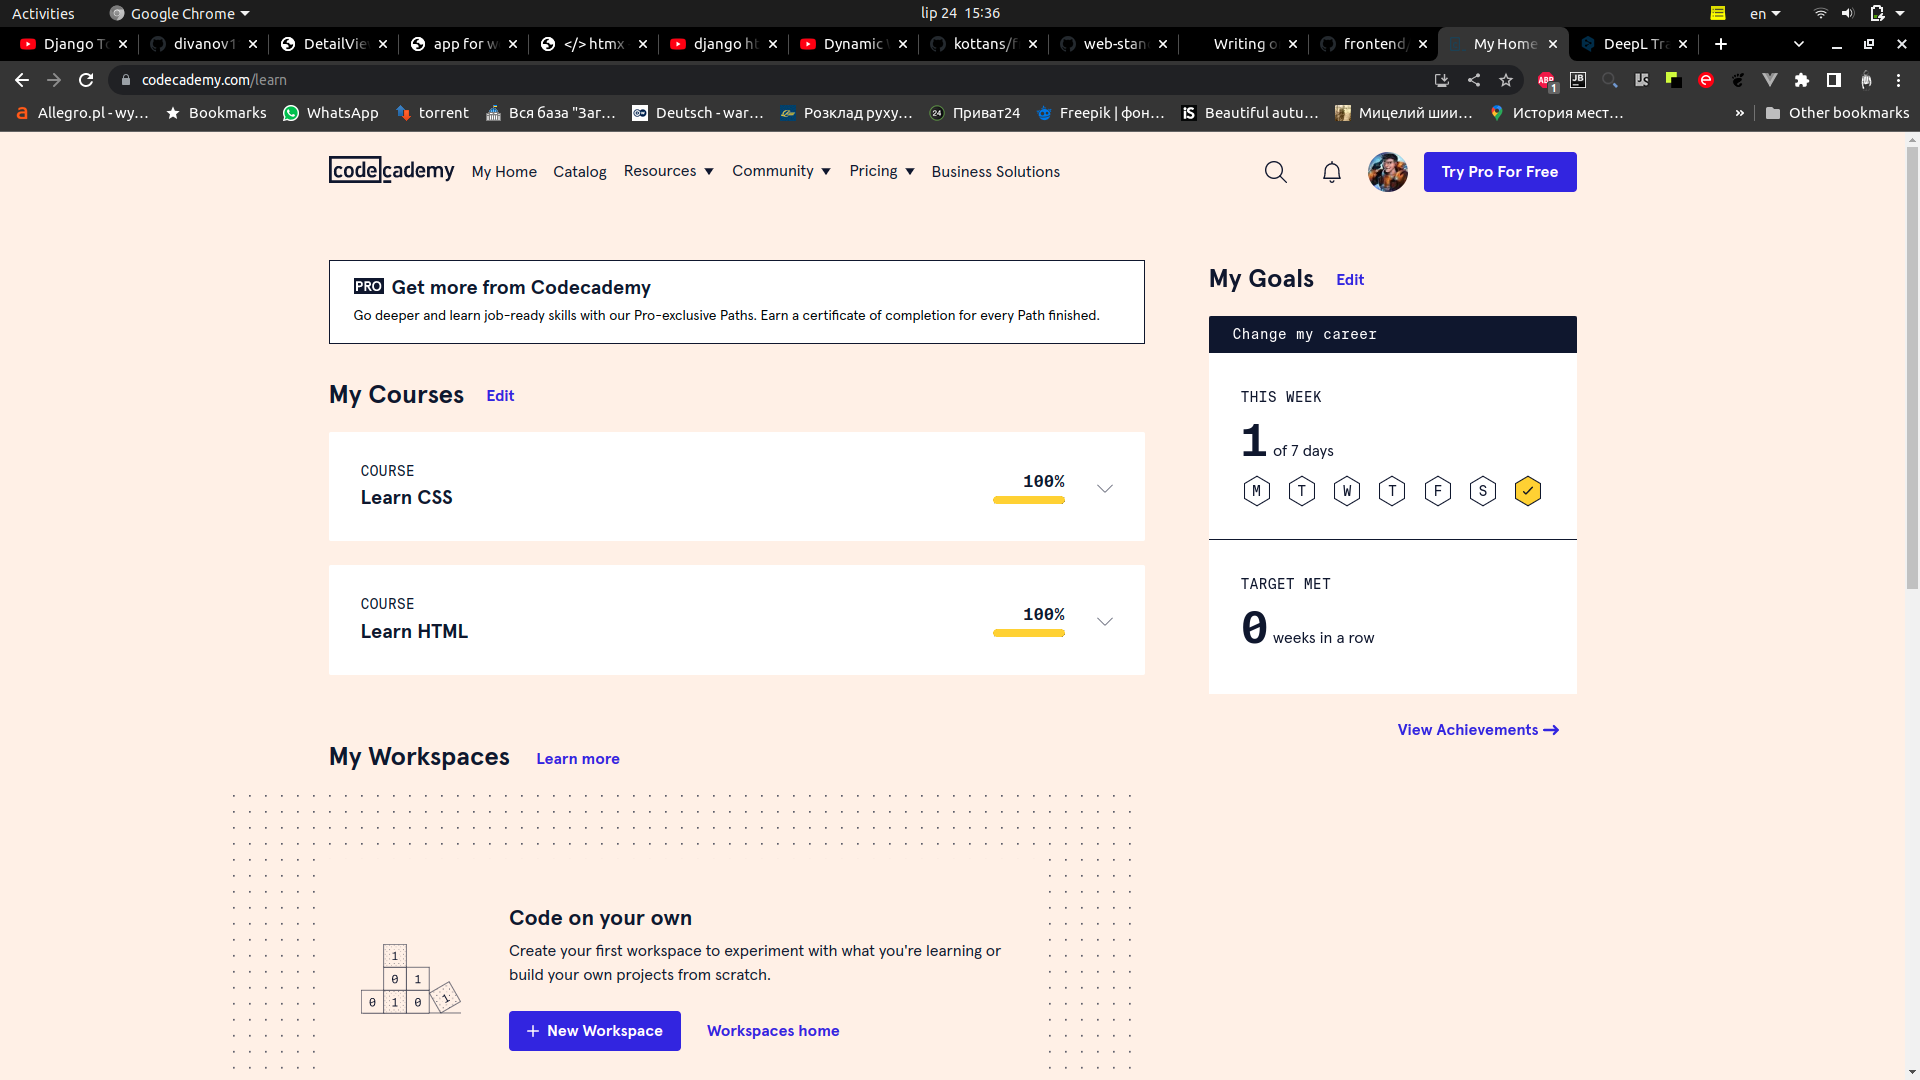 Activities
Google Chrome
lip 24 15:36
en
Django To
divanov1
DetailVie
app for w
</> htmx
django ht
Dynamic
kottans/f
web-stan
Writing o
frontend/
My Home
DeepL Tra
codecademy.com/learn
Allegro.pl - wy...
Bookmarks
WhatsApp
torrent
Вся база "Заг...
Deutsch - war...
Розклад руху...
Приват24
Freepik | фон...
Beautiful autu...
Мицелий шии...
История мест...
»
Other bookmarks
codecademy
My Home
Catalog
Resources
Community
Pricing
Business Solutions
Try Pro For Free
PRO Get more from Codecademy
Go deeper and learn job-ready skills with our Pro-exclusive Paths. Earn a certificate of completion for every Path finished.
My Courses Edit
COURSE
Learn CSS
100%
COURSE
Learn HTML
100%
My Goals Edit
Change my career
THIS WEEK
1 of 7 days
M T W T F S
TARGET MET
0 weeks in a row
View Achievements
My Workspaces Learn more
1
0 1
0 1 0 1
Code on your own
Create your first workspace to experiment with what you're learning or
build your own projects from scratch.
+ New Workspace
Workspaces home